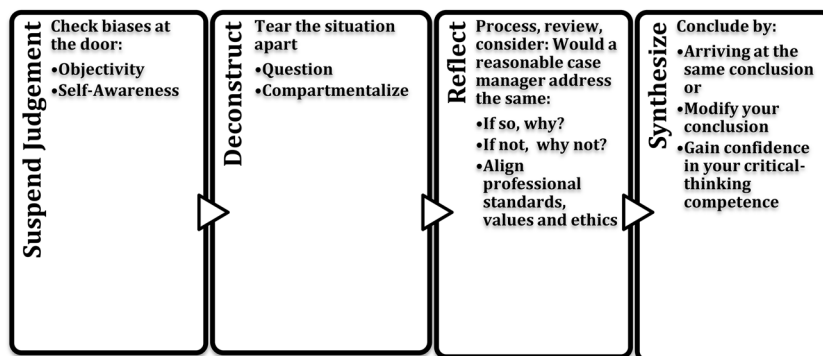 Suspend Judgement
Check biases at
the door:
•Objectivity
•Self-Awareness
Deconstruct
Tear the situation
apart
•Question
•Compartmentalize
Reflect
Process, review,
consider: Would a
reasonable case
manager address
the same:
•If so, why?
•If not, why not?
•Align
professional
standards,
values and ethics
Synthesize
Conclude by:
•Arriving at the
same conclusion
or
•Modify your
conclusion
•Gain confidence
in your critical-
thinking
competence